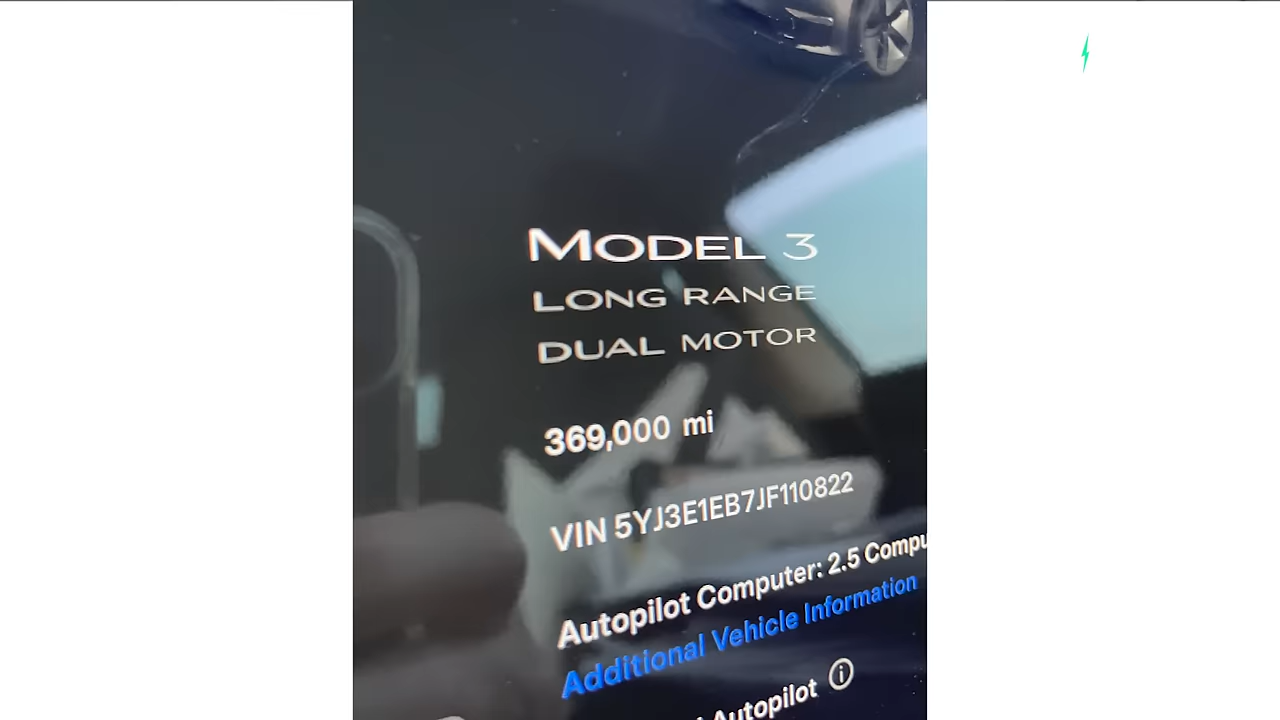 MODEL 3
LONG RANGE
DUAL MOTOR
369,000 mi
VIN 5YJ3E1EB7JF110822
Autopilot Computer: 2.5 Compu
Additional Vehicle Information
Autopilot